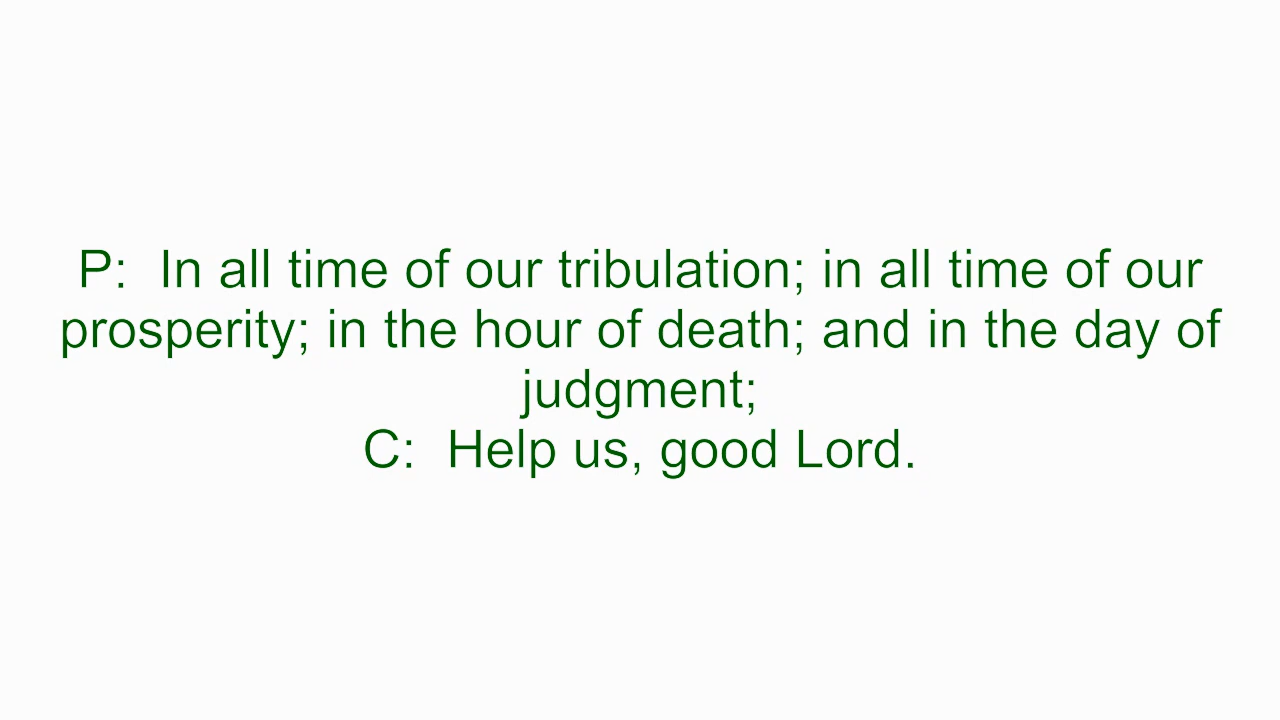 P:  In all time of our tribulation; in all time of our
prosperity; in the hour of death; and in the day of
judgment;
C:  Help us, good Lord.